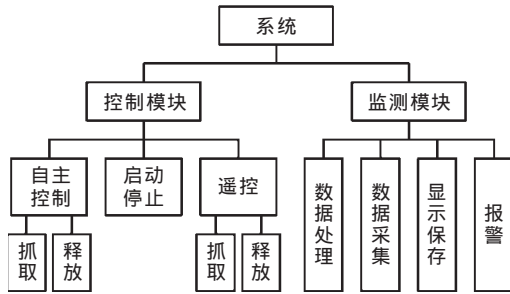 系统
控制模块
监测模块
自主
控制
启动
停止
遥控
数据处理
数据采集
显示保存
报警
抓取
释放
抓取
释放